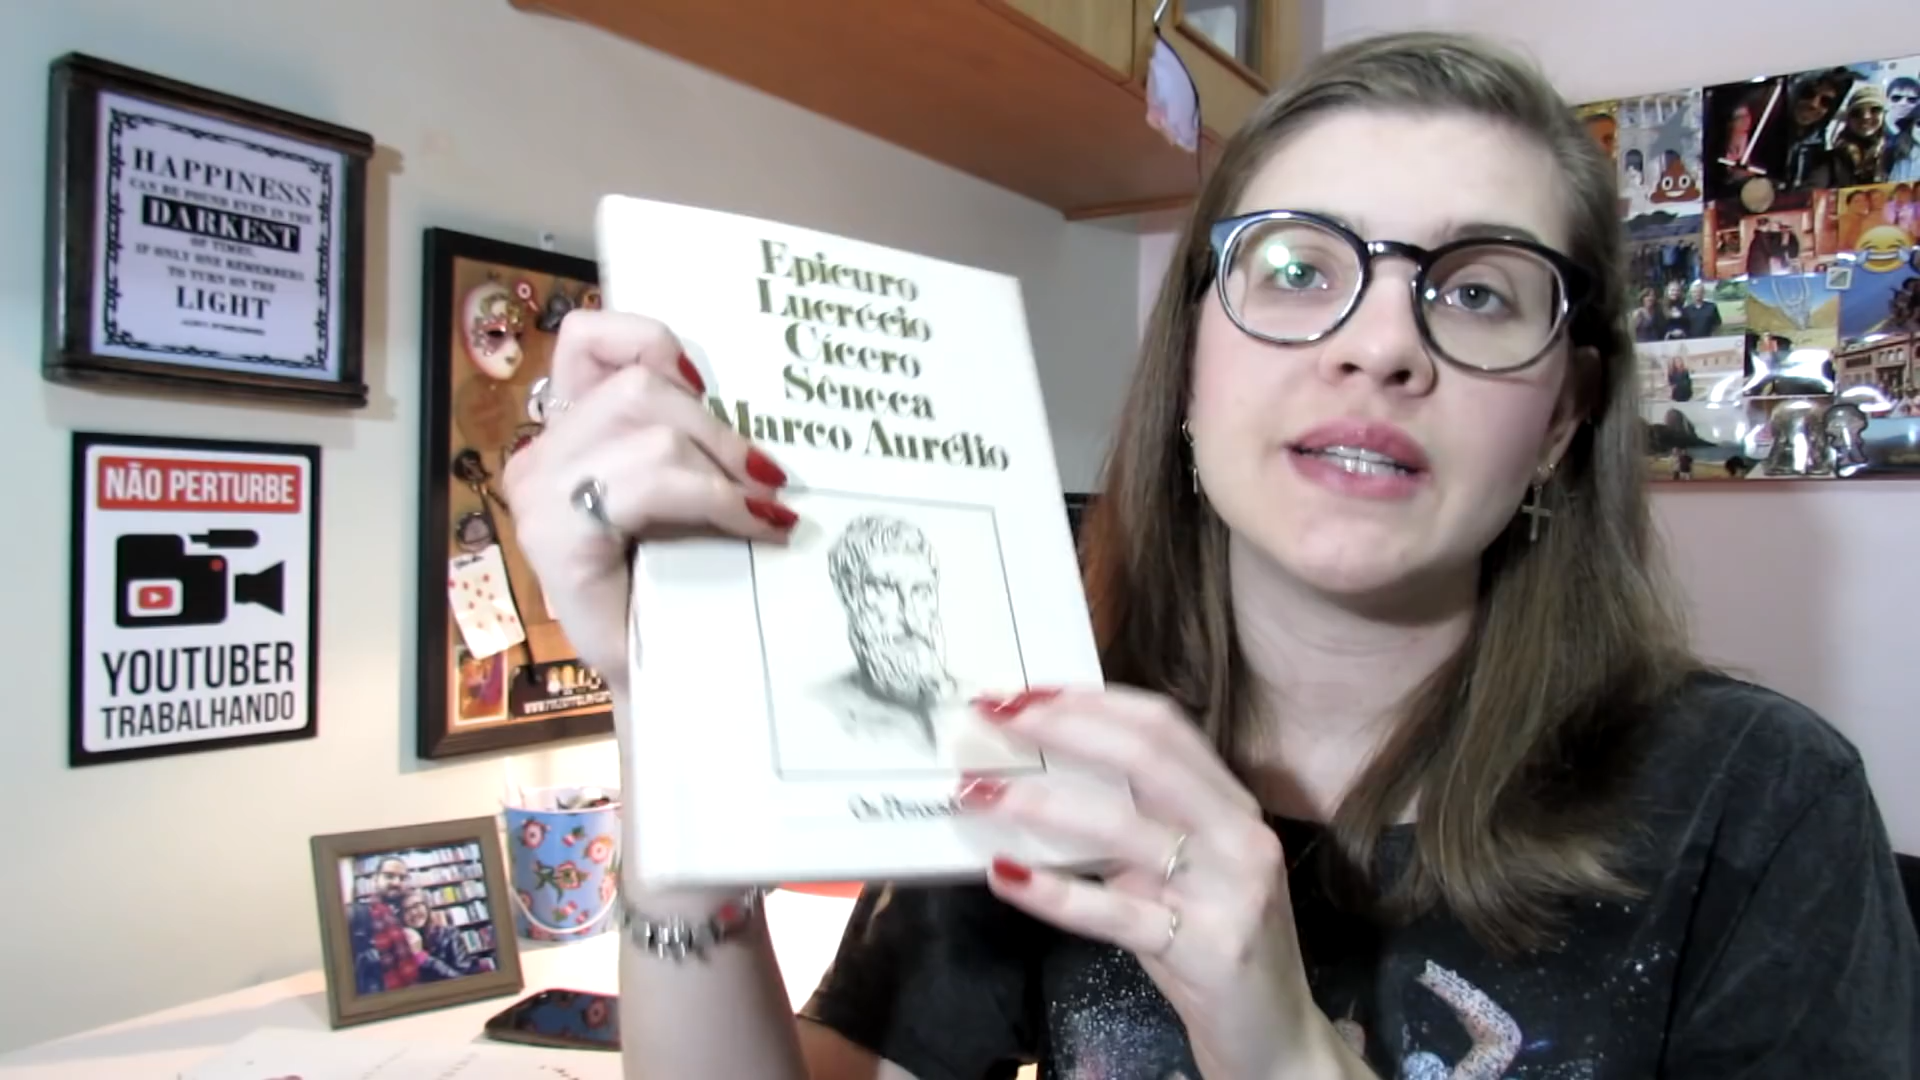 HAPPINESS
CAN BE FOUND EVEN IN THE
DARKEST
OF TIMES,
IF ONLY ONE REMEMBERS
TO TURN ON THE
LIGHT
NÃO PERTURBE
YOUTUBER
TRABALHANDO
Epicuro
Lucrécio
Cícero
Sêneca
Marco Aurélio
Os